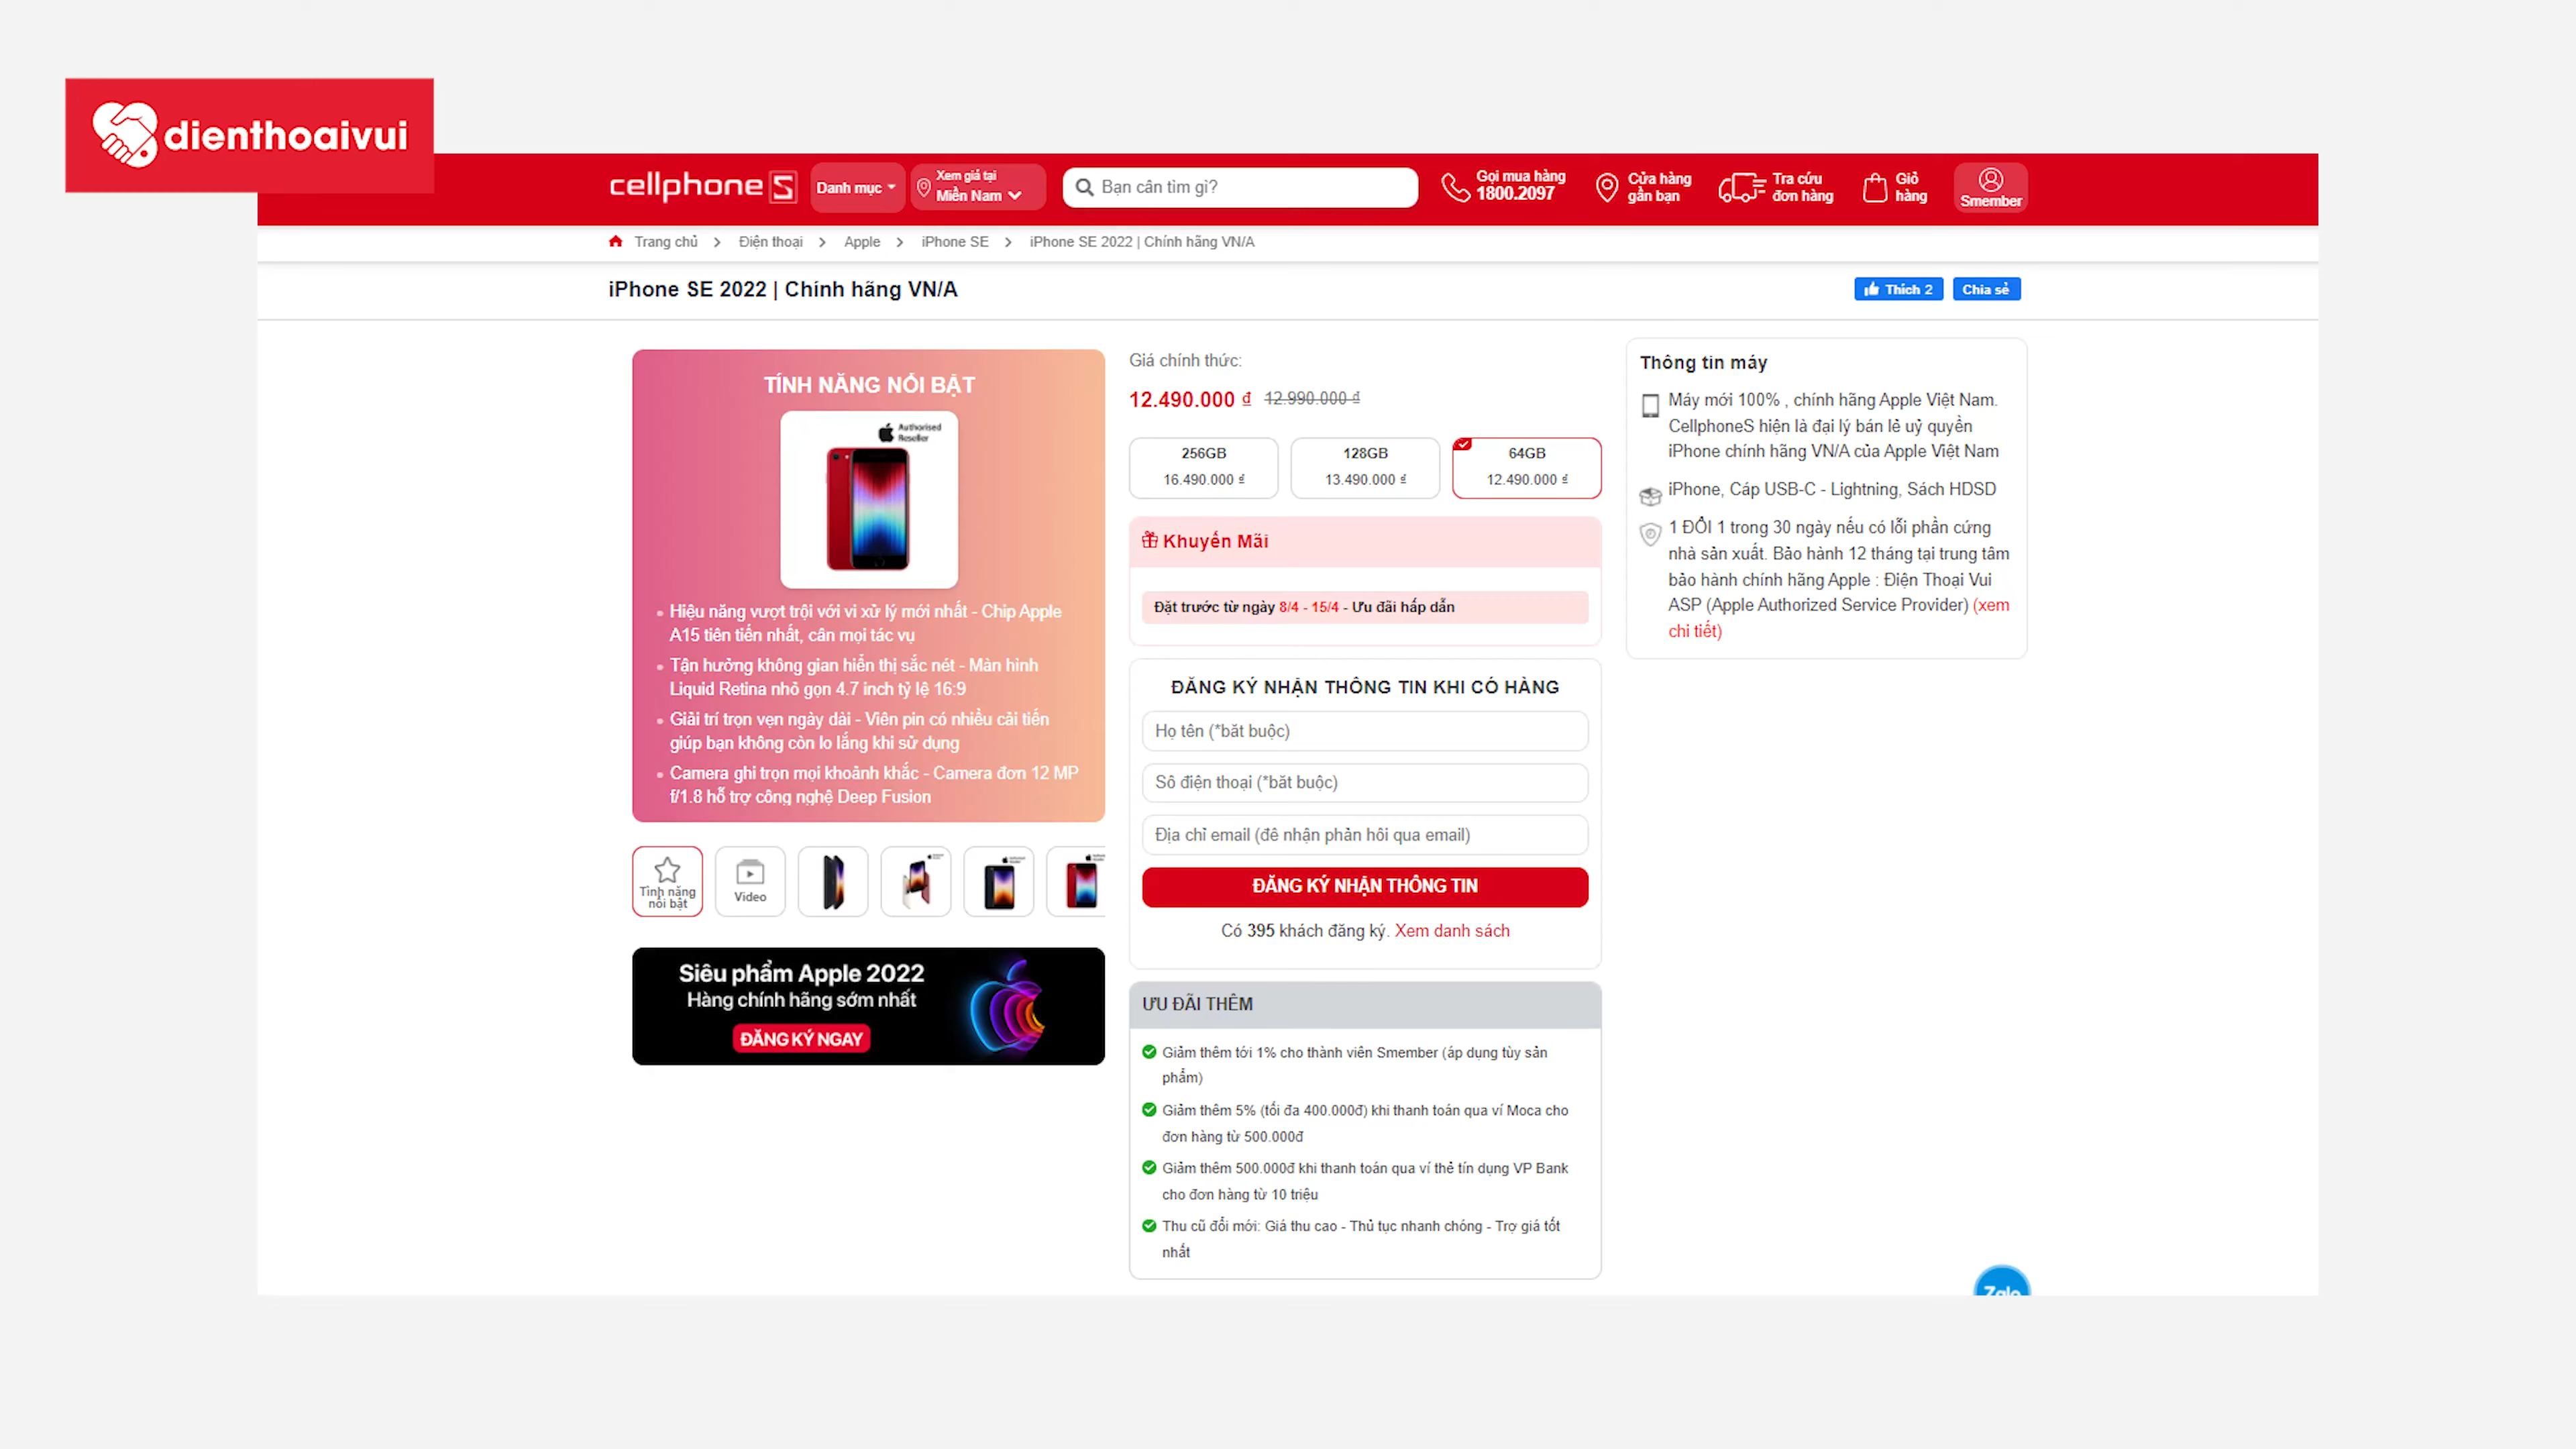 dienthoaivui
cellphoneS
Danh mục
Xem giá tại
Miền Nam
Bạn cần tìm gì?
Gọi mua hàng
1800.2097
Cửa hàng
gần bạn
Tra cứu
đơn hàng
Giỏ
hàng
Smember
Trang chủ
Điện thoại
Apple
iPhone SE
iPhone SE 2022 | Chính hãng VN/A
iPhone SE 2022 | Chính hãng VN/A
Thích 2
Chia sẻ
TÍNH NĂNG NỔI BẬT
Authorised
Reseller
Hiệu năng vượt trội với vi xử lý mới nhất - Chip Apple
A15 tiên tiến nhất, cân mọi tác vụ
Tận hưởng không gian hiển thị sắc nét - Màn hình
Liquid Retina nhỏ gọn 4.7 inch tỷ lệ 16:9
Giải trí trọn vẹn ngày dài - Viên pin có nhiều cải tiến
giúp bạn không còn lo lắng khi sử dụng
Camera ghi trọn mọi khoảnh khắc - Camera đơn 12 MP
f/1.8 hỗ trợ công nghệ Deep Fusion
Tính năng
nổi bật
Video
Siêu phẩm Apple 2022
Hàng chính hãng sớm nhất
ĐĂNG KÝ NGAY
Giá chính thức:
12.490.000 ₫ 12.990.000 ₫
256GB
16.490.000 ₫
128GB
13.490.000 ₫
64GB
12.490.000 ₫
Khuyến Mãi
Đặt trước từ ngày 8/4 - 15/4 - Ưu đãi hấp dẫn
ĐĂNG KÝ NHẬN THÔNG TIN KHI CÓ HÀNG
Họ tên (*bắt buộc)
Số điện thoại (*bắt buộc)
Địa chỉ email (để nhận phản hồi qua email)
ĐĂNG KÝ NHẬN THÔNG TIN
Có 395 khách đăng ký. Xem danh sách
ƯU ĐÃI THÊM
Giảm thêm tới 1% cho thành viên Smember (áp dụng tùy sản
phẩm)
Giảm thêm 5% (tối đa 400.000đ) khi thanh toán qua ví Moca cho
đơn hàng từ 500.000đ
Giảm thêm 500.000đ khi thanh toán qua ví thẻ tín dụng VP Bank
cho đơn hàng từ 10 triệu
Thu cũ đổi mới: Giá thu cao - Thủ tục nhanh chóng - Trợ giá tốt
nhất
Thông tin máy
Máy mới 100% , chính hãng Apple Việt Nam.
CellphoneS hiện là đại lý bán lẻ uỷ quyền
iPhone chính hãng VN/A của Apple Việt Nam
iPhone, Cáp USB-C - Lightning, Sách HDSD
1 ĐỔI 1 trong 30 ngày nếu có lỗi phần cứng
nhà sản xuất. Bảo hành 12 tháng tại trung tâm
bảo hành chính hãng Apple : Điện Thoại Vui
ASP (Apple Authorized Service Provider) (xem
chi tiết)
Zalo